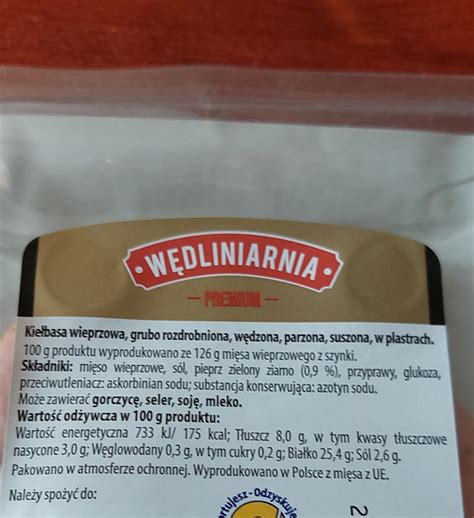 • WĘDLINIARNIA •
— PREMIUM —
Kiełbasa wieprzowa, grubo rozdrobniona, wędzona, parzona, suszona, w plastrach.
100 g produktu wyprodukowano ze 126 g mięsa wieprzowego z szynki.
Składniki: mięso wieprzowe, sól, pieprz zielony ziarno (0,9 %), przyprawy, glukoza,
przeciwutleniacz: askorbinian sodu; substancja konserwująca: azotyn sodu.
Może zawierać gorczycę, seler, soję, mleko.
Wartość odżywcza w 100 g produktu:
Wartość energetyczna 733 kJ/ 175 kcal; Tłuszcz 8,0 g, w tym kwasy tłuszczowe
nasycone 3,0 g; Węglowodany 0,3 g, w tym cukry 0,2 g; Białko 25,4 g; Sól 2,6 g.
Pakowano w atmosferze ochronnej. Wyprodukowano w Polsce z mięsa z UE.
Należy spożyć do: